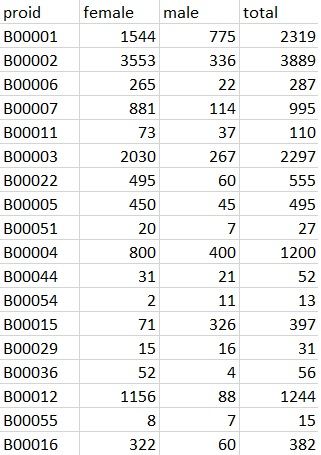 proid female male total
B00001 1544 775 2319
B00002 3553 336 3889
B00006 265 22 287
B00007 881 114 995
B00011 73 37 110
B00003 2030 267 2297
B00022 495 60 555
B00005 450 45 495
B00051 20 7 27
B00004 800 400 1200
B00044 31 21 52
B00054 2 11 13
B00015 71 326 397
B00029 15 16 31
B00036 52 4 56
B00012 1156 88 1244
B00055 8 7 15
B00016 322 60 382